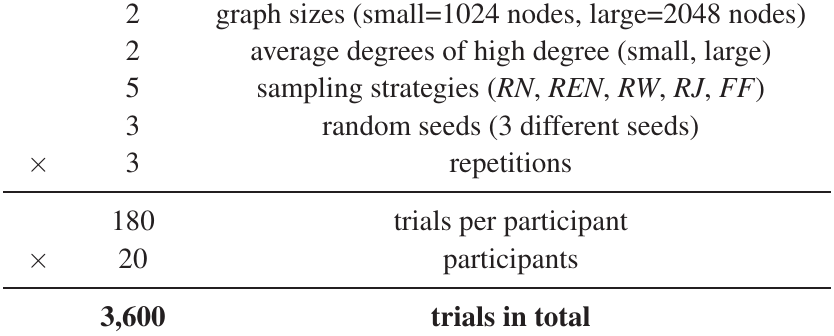 2 graph sizes (small=1024 nodes, large=2048 nodes)
2 average degrees of high degree (small, large)
5 sampling strategies (RN, REN, RW, RJ, FF)
3 random seeds (3 different seeds)
× 3 repetitions
180 trials per participant
× 20 participants
3,600 trials in total